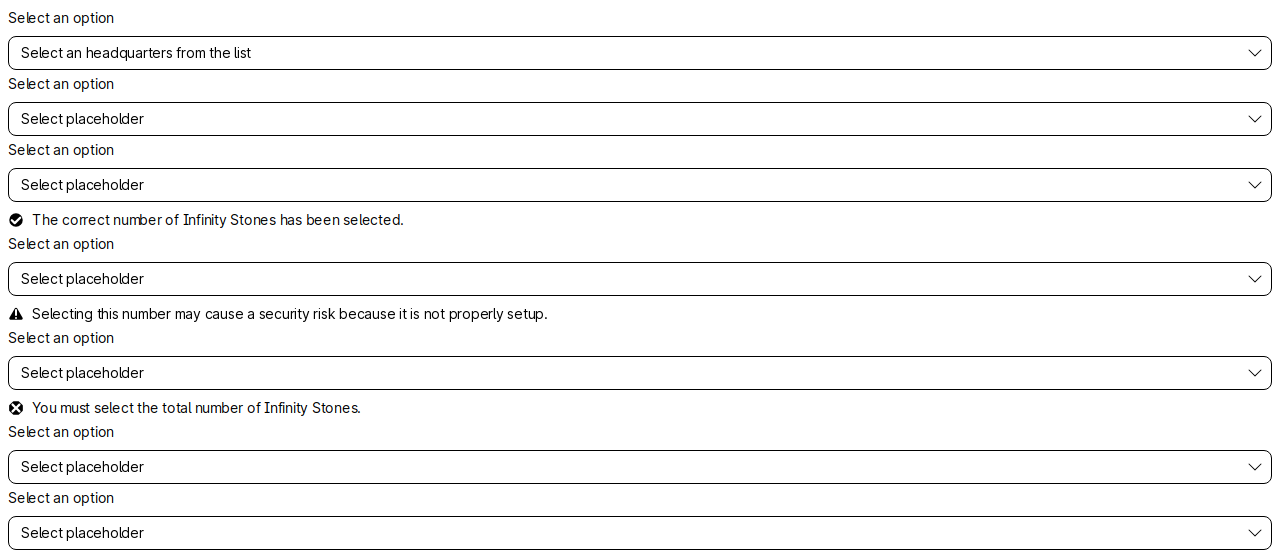 Select an option
Select an headquarters from the list
Select an option
Select placeholder
Select an option
Select placeholder
The correct number of Infinity Stones has been selected.
Select an option
Select placeholder
Selecting this number may cause a security risk because it is not properly setup.
Select an option
Select placeholder
You must select the total number of Infinity Stones.
Select an option
Select placeholder
Select an option
Select placeholder